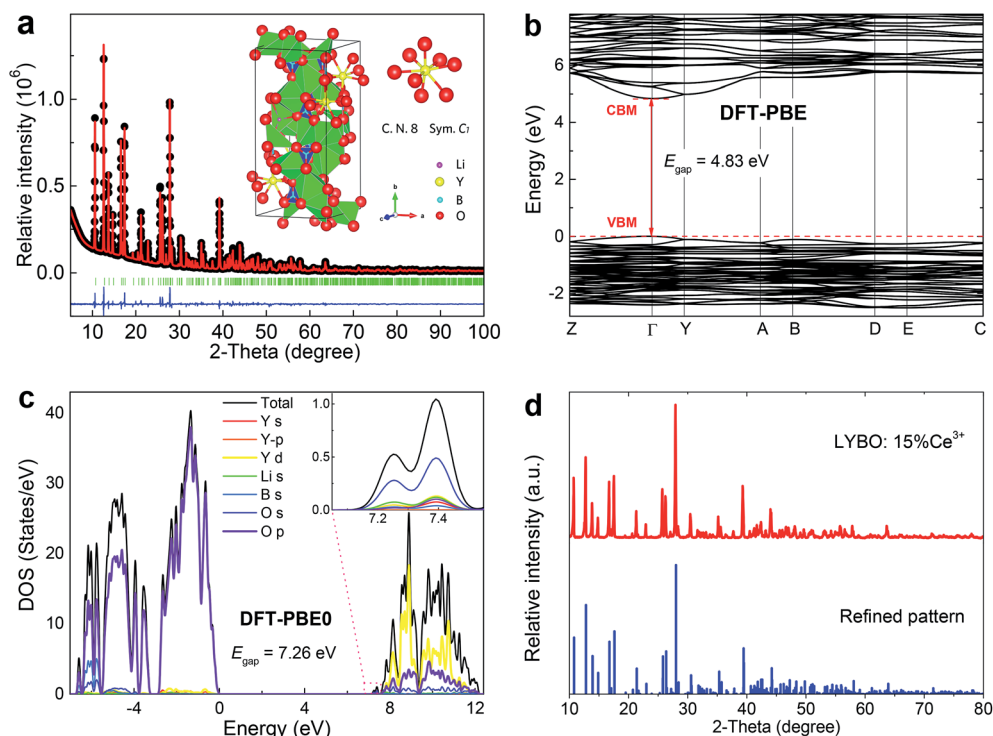 a
Relative intensity (10⁶)
1.0
0.5
0.0
C. N. 8 Sym. C₁
Li
Y
B
O
b
c
a
10 20 30 40 50 60 70 80 90 100
2-Theta (degree)
b
Energy (eV)
6
4
2
0
-2
CBM
DFT-PBE
Egap = 4.83 eV
VBM
Z Γ Y A B D E C
c
DOS (States/eV)
40
30
20
10
0
Total
Y s
Y-p
Y d
Li s
B s
O s
O p
1.0
0.5
0.0
7.2 7.4
DFT-PBE0
Egap = 7.26 eV
-4 0 4 8 12
Energy (eV)
d
Relative intensity (a.u.)
LYBO: 15%Ce³⁺
Refined pattern
10 20 30 40 50 60 70 80
2-Theta (degree)